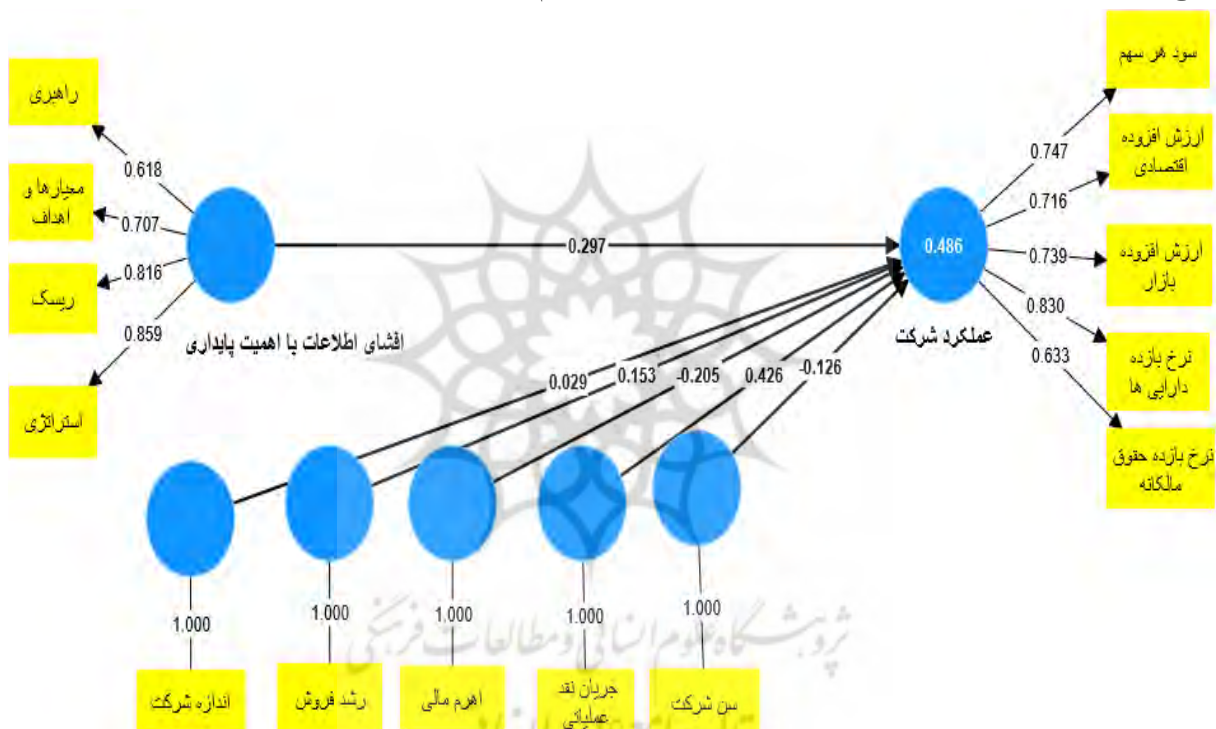 سود هر سهم
راهبری
0.747
ارزش افزوده
اقتصادی
0.618
0.716
معیارها و
اهداف
0.707
0.297
0.486
0.739
ارزش افزوده
بازار
0.816
ریسک
0.830
0.859
افشای اطلاعات با اهمیت پایداری
عملکرد شرکت
0.633
نرخ بازده
دارایی ها
0.029
0.153
-0.205
0.426
-0.126
استراتژی
نرخ بازده حقوق
مالکانه
1.000
1.000
1.000
1.000
1.000
پژوهشگاه علوم انسانی و مطالعات فرهنگی
اندازه شرکت
رشد فروش
اهرم مالی
جریان نقد
عملیاتی
سن شرکت